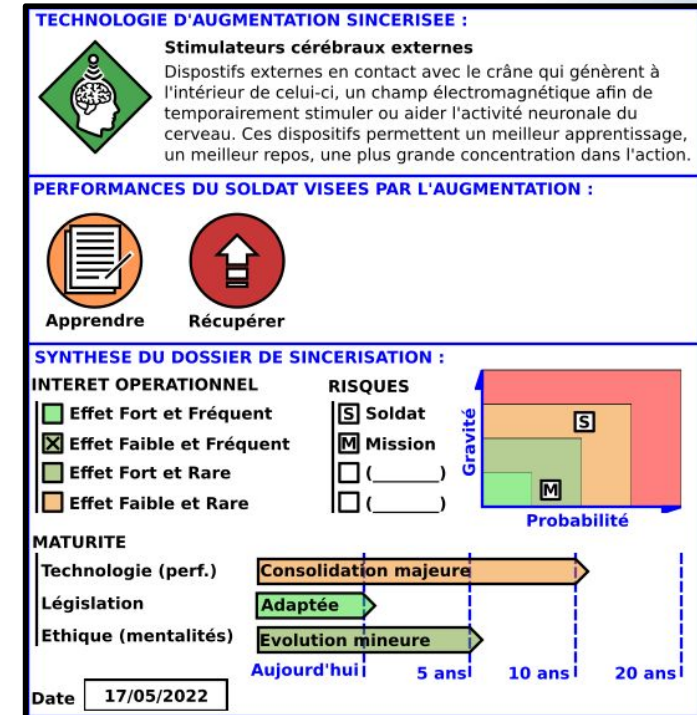 TECHNOLOGIE D'AUGMENTATION SINCERISEE :
Stimulateurs cérébraux externes
Dispostifs externes en contact avec le crâne qui génèrent à
l'intérieur de celui-ci, un champ électromagnétique afin de
temporairement stimuler ou aider l'activité neuronale du
cerveau. Ces dispositifs permettent un meilleur apprentissage,
un meilleur repos, une plus grande concentration dans l'action.
PERFORMANCES DU SOLDAT VISEES PAR L'AUGMENTATION :
Apprendre
Récupérer
SYNTHESE DU DOSSIER DE SINCERISATION :
INTERET OPERATIONNEL
Effet Fort et Fréquent
Effet Faible et Fréquent
Effet Fort et Rare
Effet Faible et Rare
RISQUES
S Soldat
M Mission
(_______)
(_______)
Gravité
S
M
Probabilité
MATURITE
Technologie (perf.) Consolidation majeure
Législation Adaptée
Ethique (mentalités) Evolution mineure
Aujourd'hui 5 ans 10 ans 20 ans
Date 17/05/2022